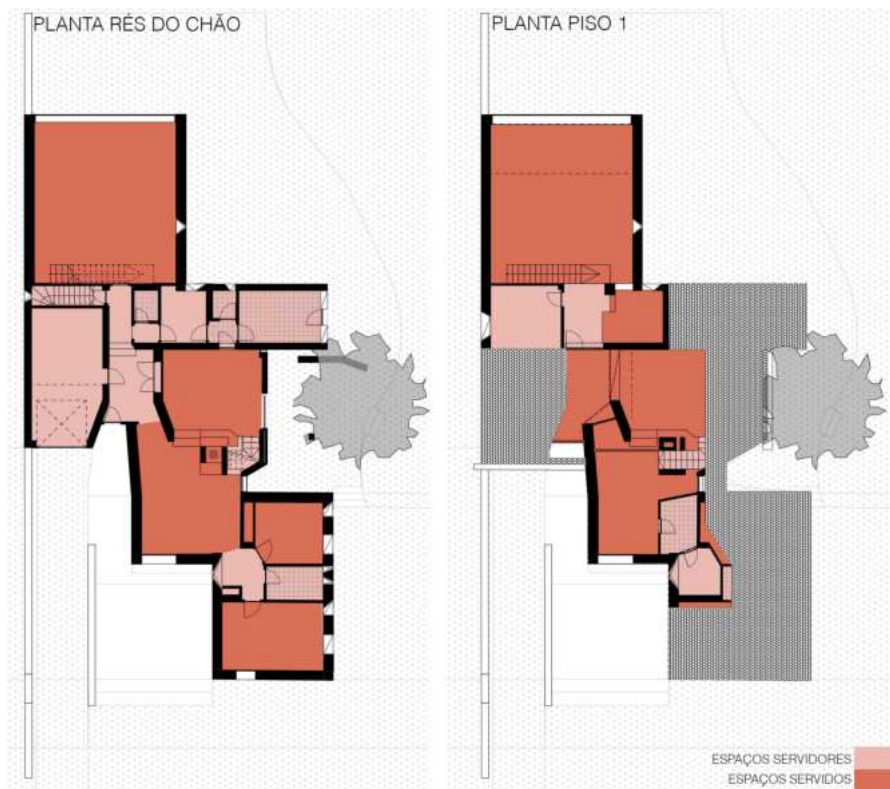 PLANTA RÉS DO CHÃO
PLANTA PISO 1
ESPAÇOS SERVIDORES
ESPAÇOS SERVIDOS